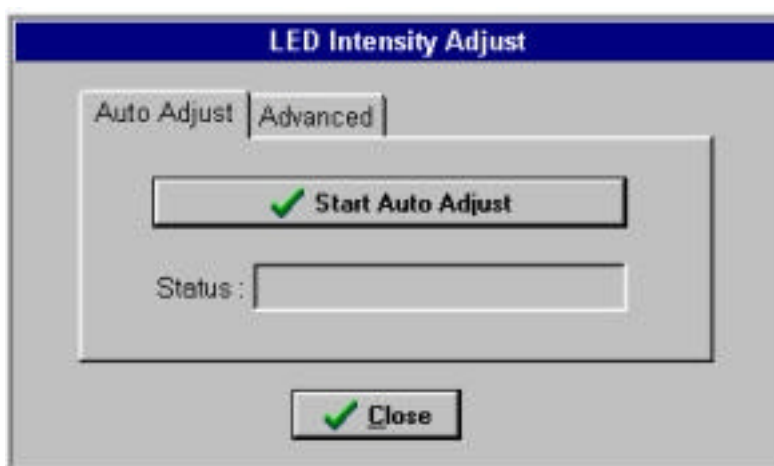 LED Intensity Adjust
Auto Adjust Advanced
Start Auto Adjust
Status :
Close